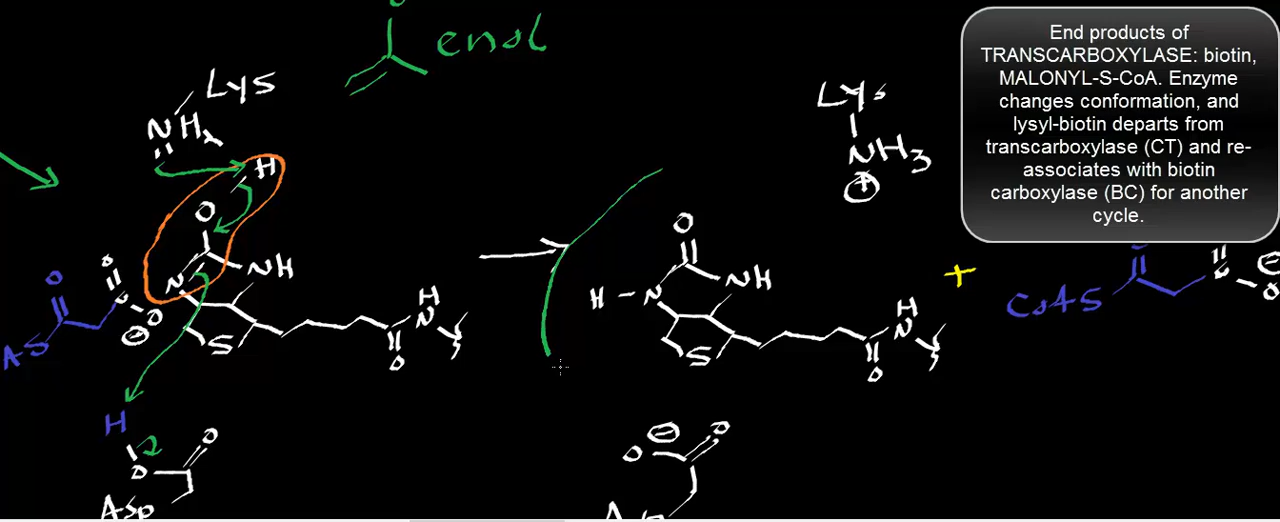 enol
End products of
TRANSCARBOXYLASE: biotin,
MALONYL-S-CoA. Enzyme
changes conformation, and
lysyl-biotin departs from
transcarboxylase (CT) and re-
associates with biotin
carboxylase (BC) for another
cycle.
Lys
NH2
H
O
N
NH
S
H
N
O
O
O
O
⊖
AS
H
O
O
Asp
Lys
NH3
⊕
O
NH
H - N
S
H
N
O
+
CoAS
O
⊖
O
O
⊖
O